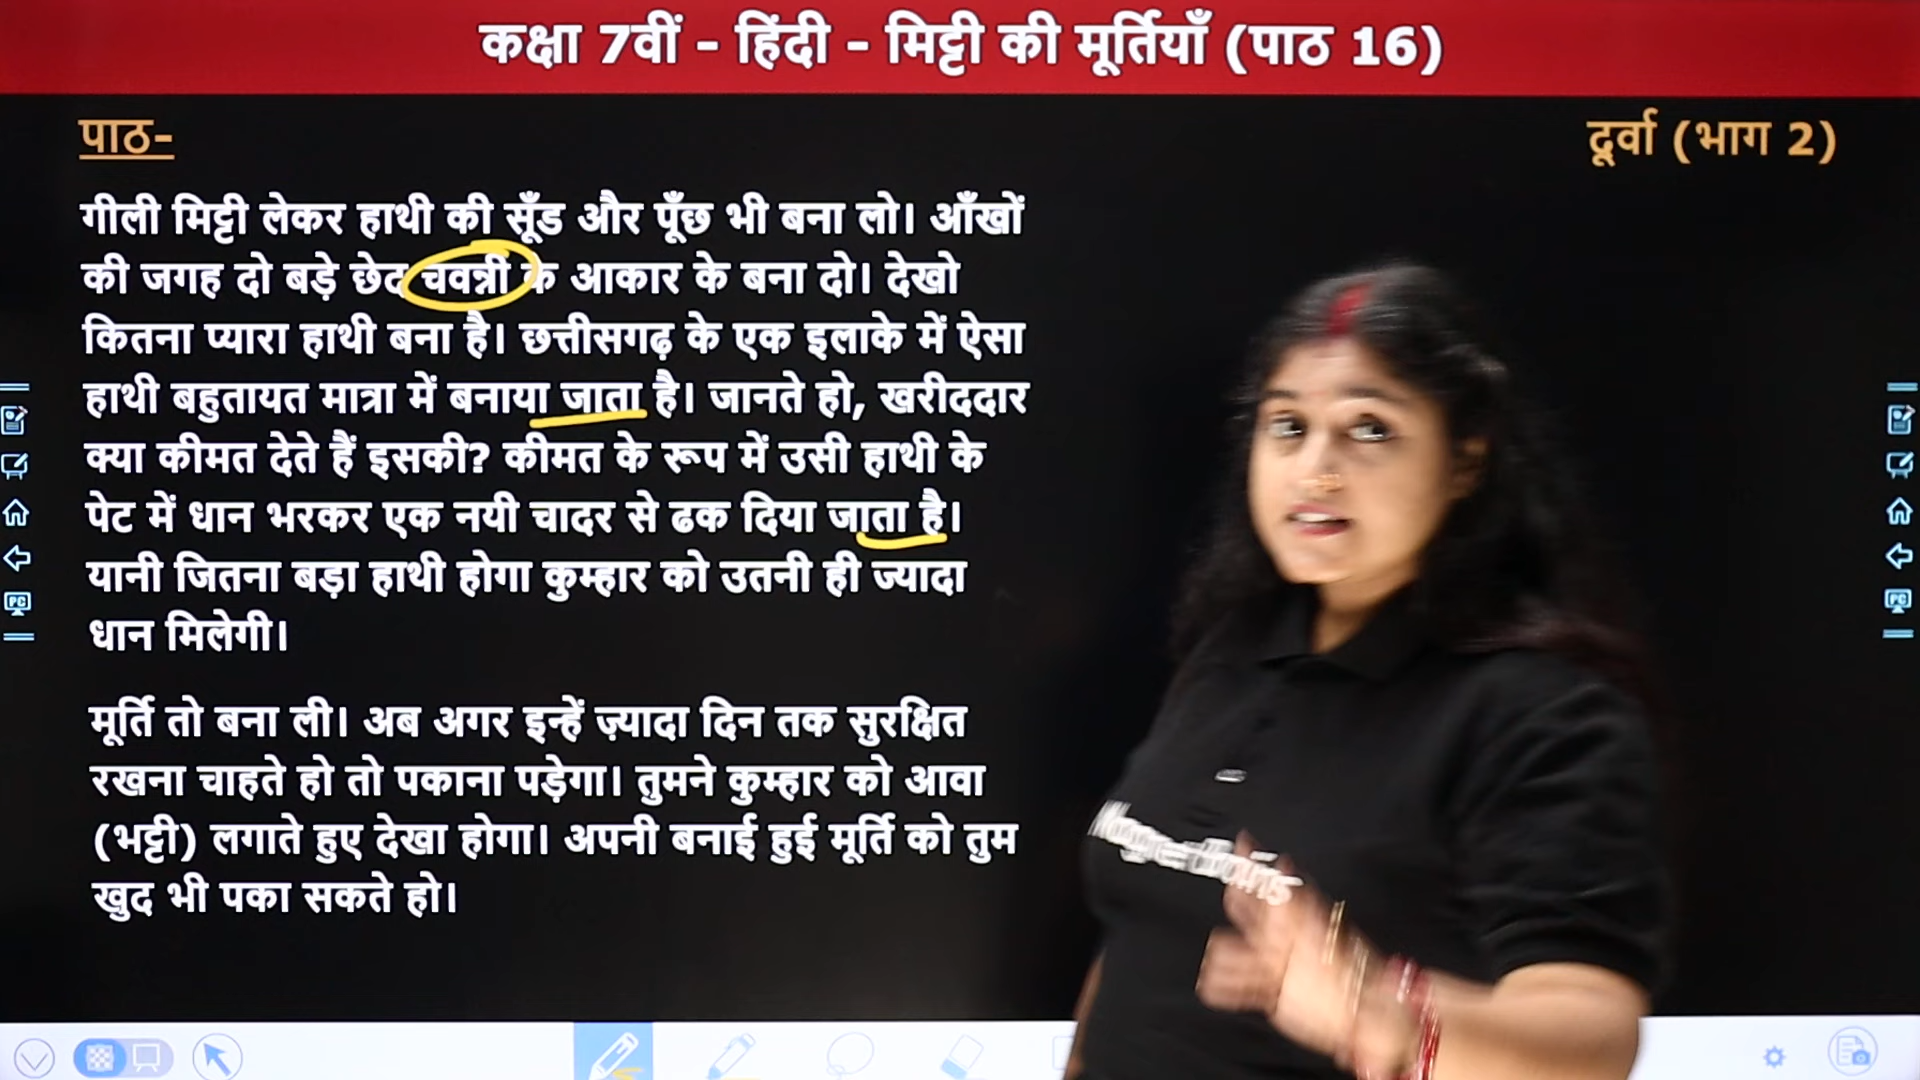 कक्षा 7वीं - हिंदी - मिट्टी की मूर्तियाँ (पाठ 16)
पाठ-
दूर्वा (भाग 2)
गीली मिट्टी लेकर हाथी की सूँड और पूँछ भी बना लो। आँखों
की जगह दो बड़े छेद चवन्नी के आकार के बना दो। देखो
कितना प्यारा हाथी बना है। छत्तीसगढ़ के एक इलाके में ऐसा
हाथी बहुतायत मात्रा में बनाया जाता है। जानते हो, खरीददार
क्या कीमत देते हैं इसकी? कीमत के रूप में उसी हाथी के
पेट में धान भरकर एक नयी चादर से ढक दिया जाता है।
यानी जितना बड़ा हाथी होगा कुम्हार को उतनी ही ज्यादा
धान मिलेगी।
मूर्ति तो बना ली। अब अगर इन्हें ज़्यादा दिन तक सुरक्षित
रखना चाहते हो तो पकाना पड़ेगा। तुमने कुम्हार को आवा
(भट्टी) लगाते हुए देखा होगा। अपनी बनाई हुई मूर्ति को तुम
खुद भी पका सकते हो।
PC
PC